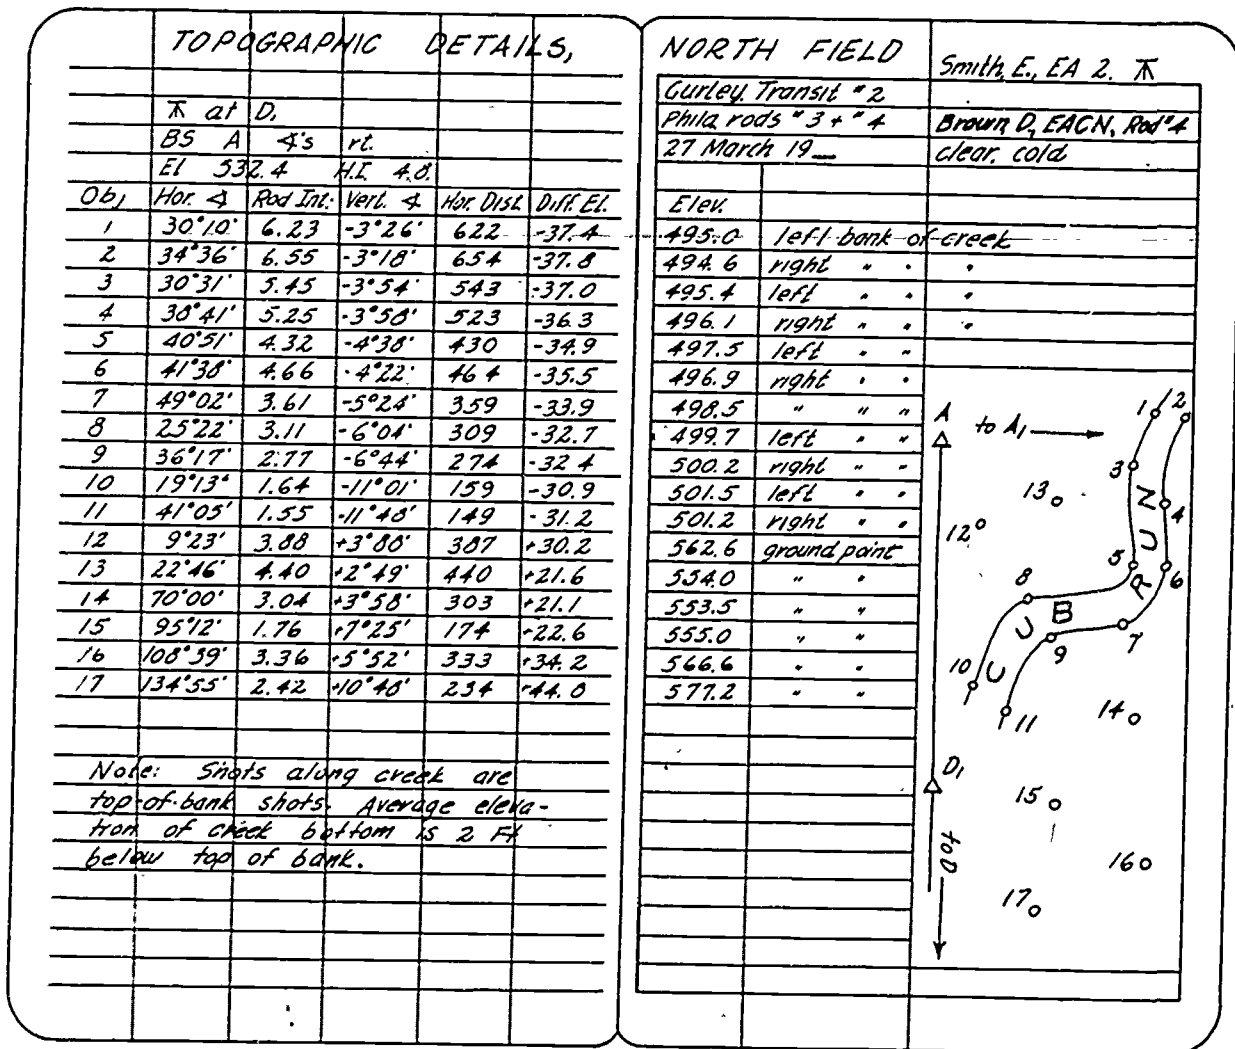 TOPOGRAPHIC DETAILS,
⊼ at D₁
BS A ∢'s rt.
El 532.4 H.I. 4.8
Obj Hor. ∢ Rod Int. Vert. ∢ Hor. Dist. Diff. El.
1 30°10' 6.23 -3°26' 622 -37.4
2 34°36' 6.55 -3°18' 654 -37.8
3 30°31' 5.45 -3°54' 543 -37.0
4 38°41' 5.25 -3°58' 523 -36.3
5 40°51' 4.32 -4°38' 430 -34.9
6 41°38' 4.66 -4°22' 464 -35.5
7 49°02' 3.61 -5°24' 359 -33.9
8 25°22' 3.11 -6°04' 309 -32.7
9 36°17' 2.77 -6°44' 274 -32.4
10 19°13' 1.64 -11°01' 159 -30.9
11 41°05' 1.55 -11°48' 149 -31.2
12 9°23' 3.88 387 +30.2
13 22°46' 4.40 +2°49' 440 +21.6
14 70°00' 3.04 +3°58' 303 +21.1
15 95°12' 1.76 +7°25' 174 +22.6
16 108°59' 3.36 +5°52' 333 +34.2
17 134°55' 2.42 +10°48' 234 +44.8
Note: Shots along creek are
top-of-bank shots. Average eleva-
tion of creek bottom is 2 Ft
below top of bank.
NORTH FIELD
Smith, E., EA 2. ⊼
Gurley Transit #2
Phila rods #3 + #4
Brown D, EACN, Rod #4
27 March 19__
clear, cold
Elev.
495.0 left bank of creek
494.6 right " " "
495.4 left " " "
496.1 right " " "
497.5 left " "
496.9 right " "
498.5 " " "
499.7 left " "
500.2 right " "
501.5 left " "
501.2 right " "
562.6 ground point
554.0 " "
553.5 " "
555.0 " "
566.6 " "
577.2 " "
A
to A₁
1
2
3
13
4
12
5
6
8
7
9
10
11
14
CUB RUN
D₁
15
to D
16
17